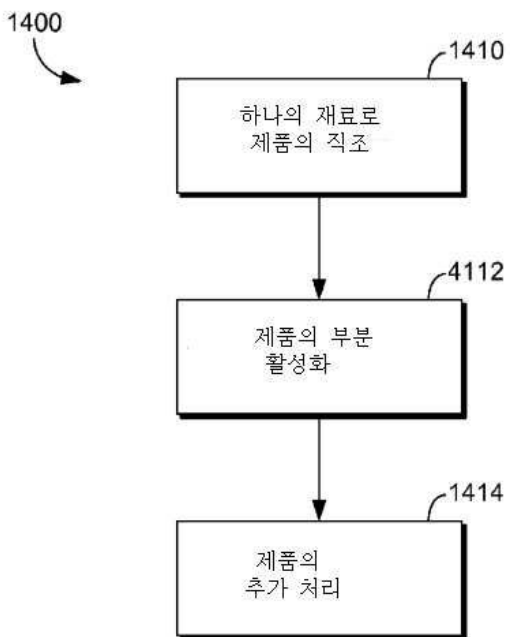 1400
1410
하나의 재료로
제품의 직조
4112
제품의 부분
활성화
1414
제품의
추가 처리